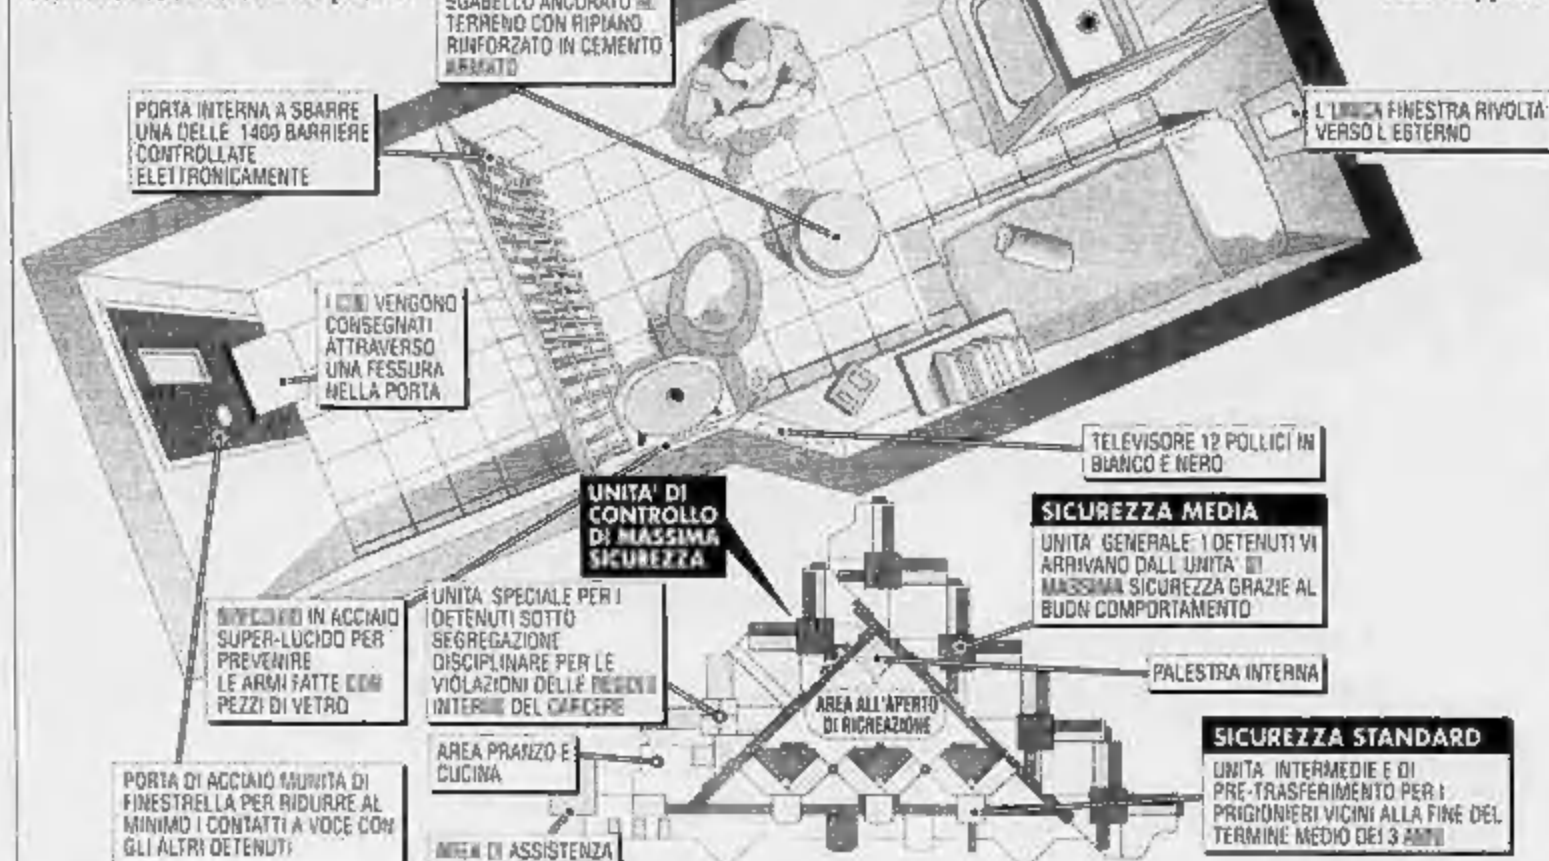 SGABELLO ANCORATO
TERRENO CON RIPIANO
RINFORZATO IN CEMENTO
PORTA INTERNA A SBARRE
UNA DELLE 1400 BARRIERE
CONTROLLATE
ELETTRONICAMENTE
FINESTRA RIVOLTA
VERSO L ESTERNO
I VENGONO
CONSEGNATI
ATTRAVERSO
UNA FESSURA
NELLA PORTA
TELEVISORE 12 POLLICI IN
BIANCO E NERO
UNITA' DI
CONTROLLO
DI MASSIMA
SICUREZZA
SICUREZZA MEDIA
UNITA GENERALE I DETENUTI VI
ARRIVANO DALL UNITA'
SICUREZZA GRAZIE AL
BUON COMPORTAMENTO
IN ACCIAIO
SUPER-LUCIDO PER
PREVENIRE
LE ARMI FATTE
PEZZI DI VETRO
UNITA SPECIALE PER I
DETENUTI SOTTO
SEGREGAZIONE
DISCIPLINARE PER LE
VIOLAZIONI DELLE
DEL CARCERE
PALESTRA INTERNA
AREA ALL'APERTO
DI RICREAZIONE
AREA PRANZO E
CUCINA
SICUREZZA STANDARD
UNITA INTERMEDIE E DI
PRE-TRASFERIMENTO PER I
PRIGIONIERI VICINI ALLA FINE DEL
TERMINE MEDIO DEI 3
PORTA DI ACCIAIO MUNITA DI
FINESTRELLA PER RIDURRE AL
MINIMO I CONTATTI A VOCE CON
GLI ALTRI DETENUTI
DI ASSISTENZA